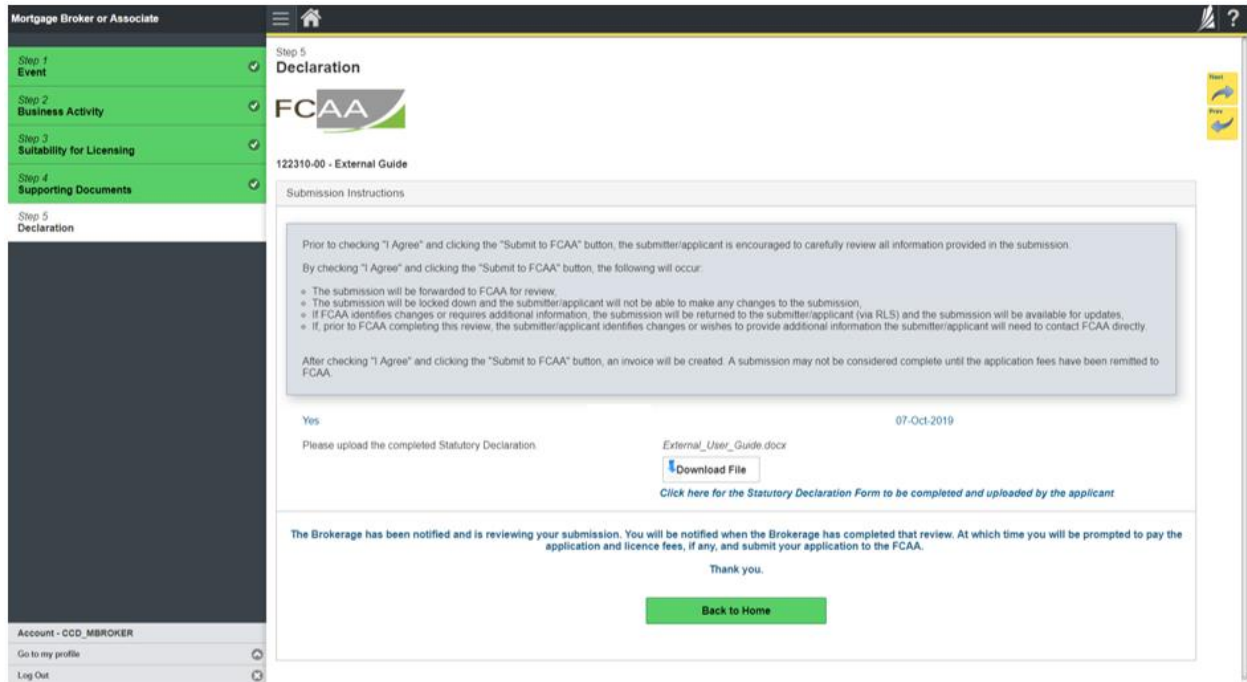 Mortgage Broker or Associate
?
Step 1
Event
Step 2
Business Activity
Step 3
Suitability for Licensing
Step 4
Supporting Documents
Step 5
Declaration
Step 5
Declaration
FCAA
Next
Prev
122310-00 - External Guide
Submission Instructions
Prior to checking "I Agree" and clicking the "Submit to FCAA" button, the submitter/applicant is encouraged to carefully review all information provided in the submission.
By checking "I Agree" and clicking the "Submit to FCAA" button, the following will occur:
The submission will be forwarded to FCAA for review,
The submission will be locked down and the submitter/applicant will not be able to make any changes to the submission,
If FCAA identifies changes or requires additional information, the submission will be returned to the submitter/applicant (via RLS) and the submission will be available for updates,
If, prior to FCAA completing this review, the submitter/applicant identifies changes or wishes to provide additional information the submitter/applicant will need to contact FCAA directly.
After checking "I Agree" and clicking the "Submit to FCAA" button, an invoice will be created. A submission may not be considered complete until the application fees have been remitted to
FCAA.
Yes 07-Oct-2019
Please upload the completed Statutory Declaration. External_User_Guide.docx
Download File
Click here for the Statutory Declaration Form to be completed and uploaded by the applicant
The Brokerage has been notified and is reviewing your submission. You will be notified when the Brokerage has completed that review. At which time you will be prompted to pay the
application and licence fees, if any, and submit your application to the FCAA.
Thank you.
Back to Home
Account - CCD_MBROKER
Go to my profile
Log Out